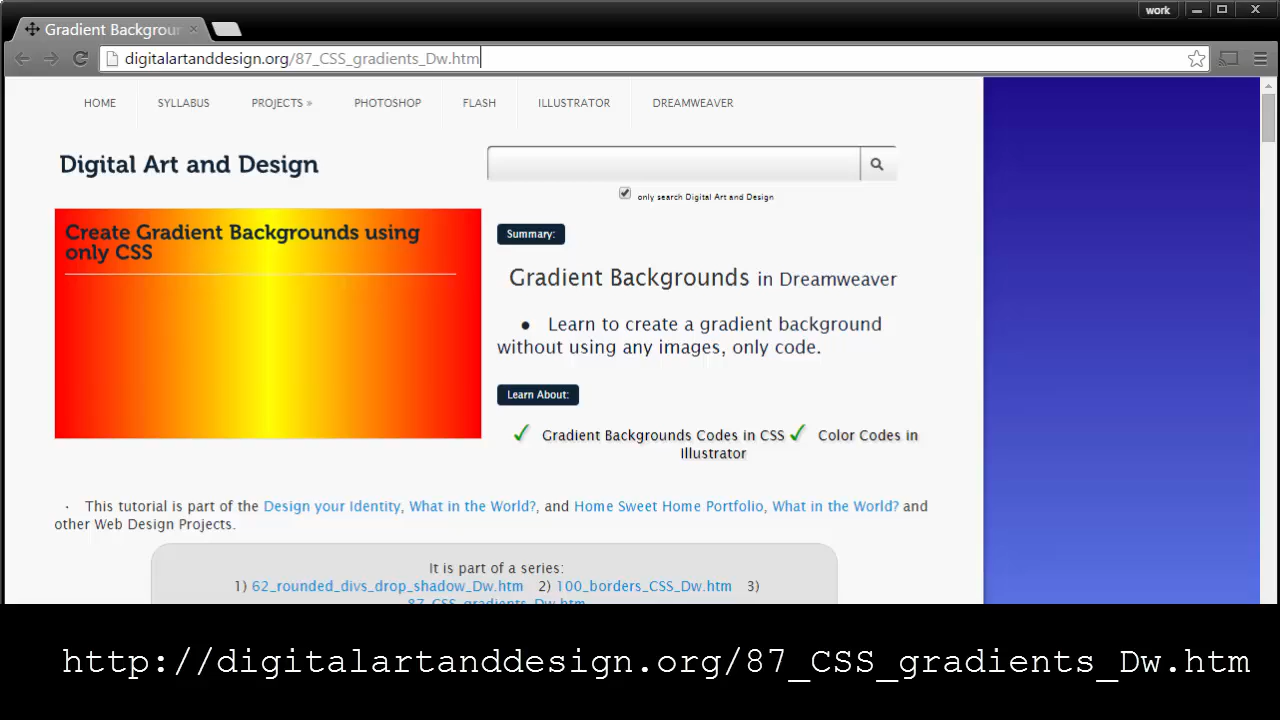 work
Gradient Backgroun
digitalartanddesign.org/87_CSS_gradients_Dw.htm
HOME SYLLABUS PROJECTS » PHOTOSHOP FLASH ILLUSTRATOR DREAMWEAVER
Digital Art and Design
only search Digital Art and Design
Create Gradient Backgrounds using
only CSS
Summary:
Gradient Backgrounds in Dreamweaver
● Learn to create a gradient background
without using any images, only code.
Learn About:
✓ Gradient Backgrounds Codes in CSS ✓ Color Codes in
Illustrator
· This tutorial is part of the Design your Identity, What in the World?, and Home Sweet Home Portfolio, What in the World? and
other Web Design Projects.
It is part of a series:
1) 62_rounded_divs_drop_shadow_Dw.htm 2) 100_borders_CSS_Dw.htm 3)
87_CSS_gradients_Dw.htm
http://digitalartanddesign.org/87_CSS_gradients_Dw.htm